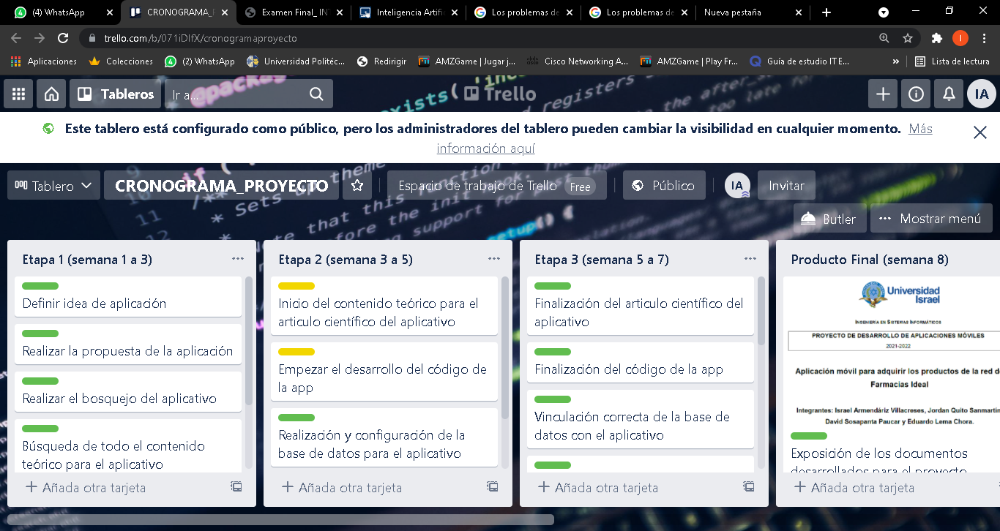 (4) WhatsApp
CRONOGRAMA_P
Examen Final_ IN
Inteligencia Artifi
Los problemas de
Los problemas de
Nueva pestaña
trello.com/b/071iDlfX/cronogramaproyecto
I
Aplicaciones
Colecciones
(2) WhatsApp
Universidad Politéc...
Redirigir
AMZGame | Jugar j...
Cisco Networking A...
AMZGame | Play Fr...
Guía de estudio IT E...
»
Lista de lectura
Tableros
Ir a...
Trello
IA
Este tablero está configurado como público, pero los administradores del tablero pueden cambiar la visibilidad en cualquier momento. Más
información aquí
Tablero
CRONOGRAMA_PROYECTO
Espacio de trabajo de Trello Free
Público
IA
Invitar
Butler
Mostrar menú
Etapa 1 (semana 1 a 3)
Definir idea de aplicación
Realizar la propuesta de la aplicación
Realizar el bosquejo del aplicativo
Búsqueda de todo el contenido
teórico para el aplicativo
Añada otra tarjeta
Etapa 2 (semana 3 a 5)
Inicio del contenido teórico para el
articulo científico del aplicativo
Empezar el desarrollo del código de
la app
Realización y configuración de la
base de datos para el aplicativo
Añada otra tarjeta
Etapa 3 (semana 5 a 7)
Finalización del articulo científico del
aplicativo
Finalización del código de la app
Vinculación correcta de la base de
datos con el aplicativo
Añada otra tarjeta
Producto Final (semana 8)
Universidad
Israel
INGENIERÍA EN SISTEMAS INFORMÁTICOS
PROYECTO DE DESARROLLO DE APLICACIONES MÓVILES
2021-2022
Aplicación móvil para adquirir los productos de la red de
Farmacias Ideal
Integrantes: Israel Armendáriz Villacreses, Jordan Quito Sanmartín
David Sosapanta Paucar y Eduardo Lema Chora.
Exposición de los documentos
desarrollados para el proyecto
Añada otra tarjeta